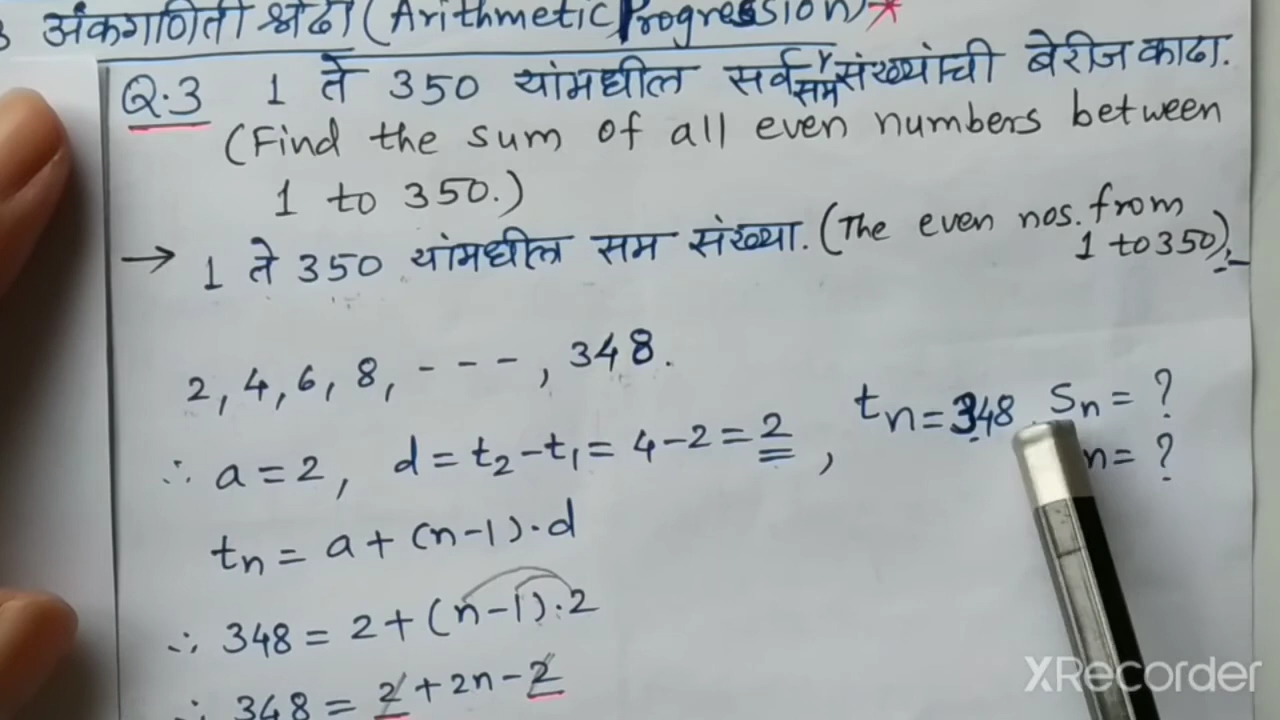 अंकगणिती श्रेढी (Arithmetic Progression) *
Q.3 1 ते 350 यांमधील सर्व सम संख्यांची बेरीज काढा.
(Find the sum of all even numbers between
1 to 350.)
→ 1 ते 350 यांमधील सम संख्या. (The even nos. from
1 to 350).
2, 4, 6, 8, - - - , 348.
∴ a = 2, d = t₂ - t₁ = 4 - 2 = 2 , tₙ = 348 Sₙ = ?
n = ?
tₙ = a + (n-1)·d
∴ 348 = 2 + (n-1)·2
∴ 348 = 2 + 2n - 2
XRecorder